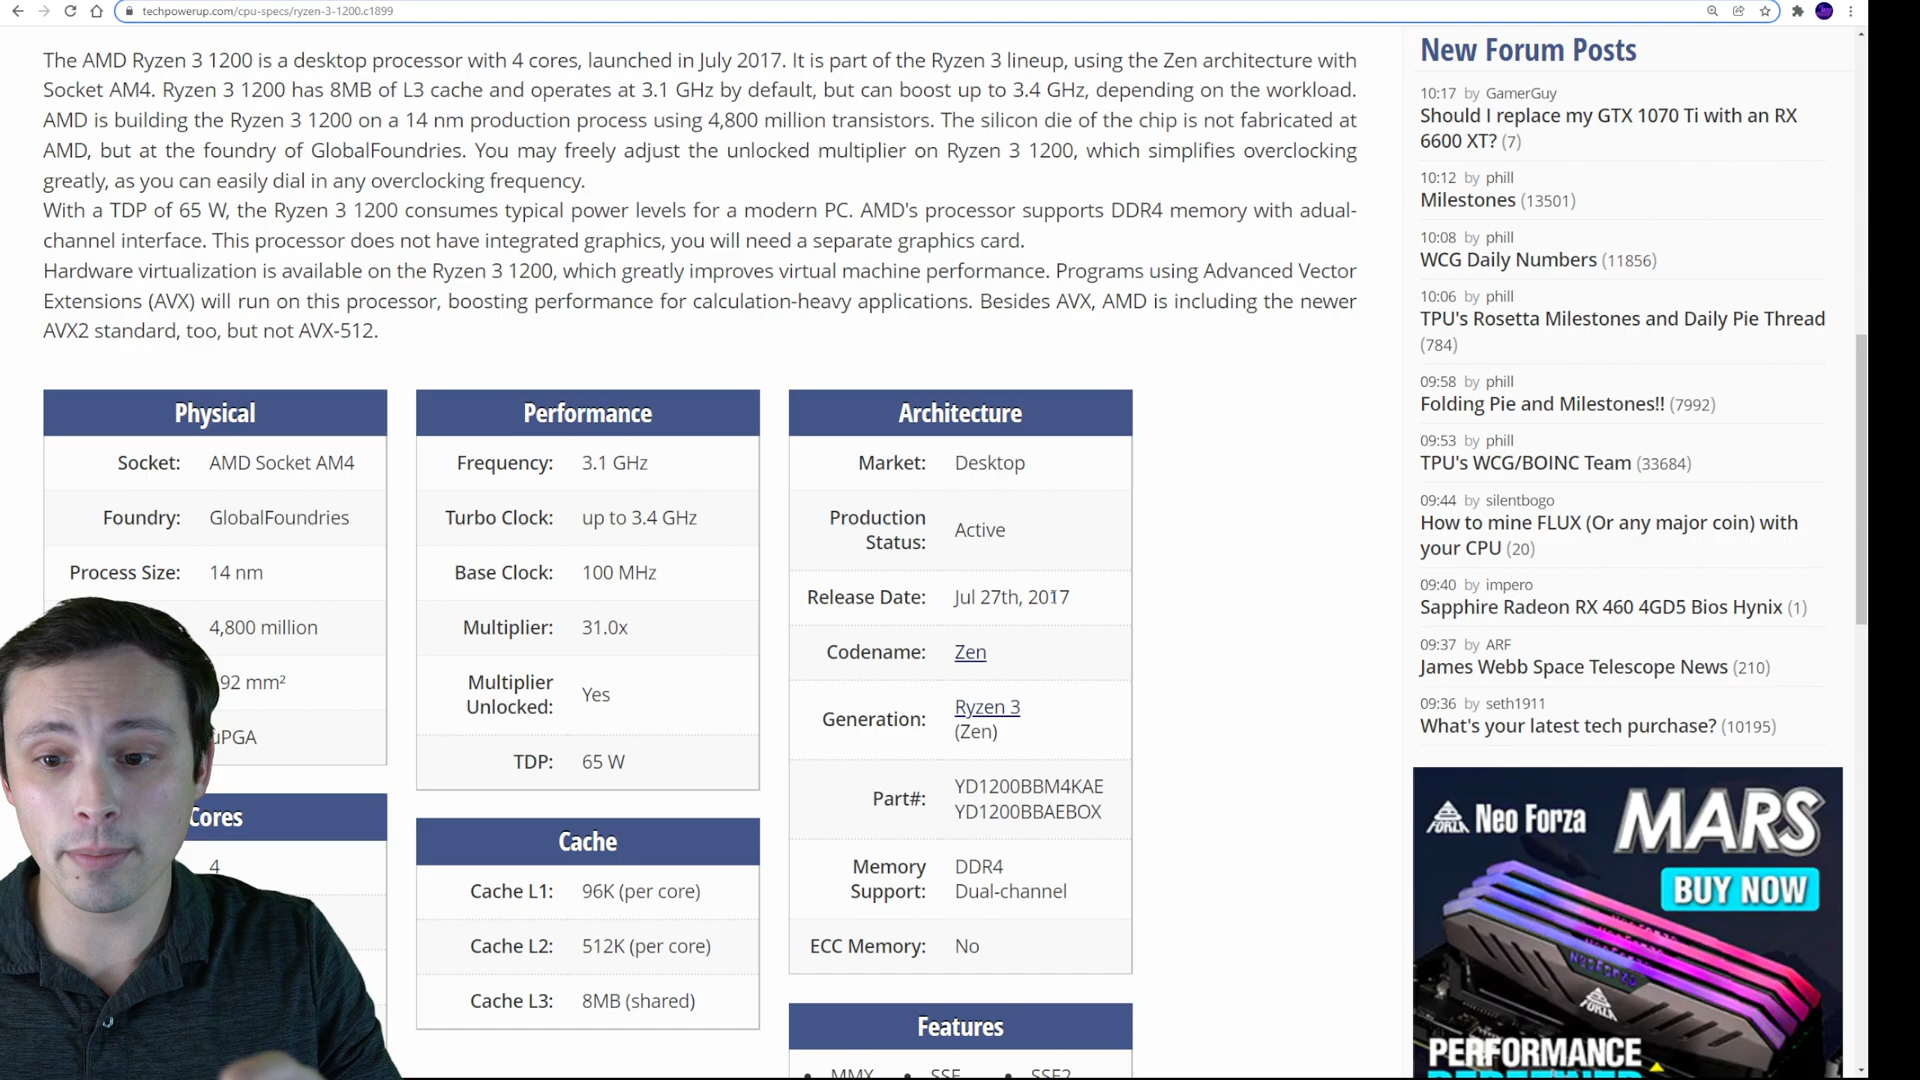 techpowerup.com/cpu-specs/ryzen-3-1200.c1899
The AMD Ryzen 3 1200 is a desktop processor with 4 cores, launched in July 2017. It is part of the Ryzen 3 lineup, using the Zen architecture with
Socket AM4. Ryzen 3 1200 has 8MB of L3 cache and operates at 3.1 GHz by default, but can boost up to 3.4 GHz, depending on the workload.
AMD is building the Ryzen 3 1200 on a 14 nm production process using 4,800 million transistors. The silicon die of the chip is not fabricated at
AMD, but at the foundry of GlobalFoundries. You may freely adjust the unlocked multiplier on Ryzen 3 1200, which simplifies overclocking
greatly, as you can easily dial in any overclocking frequency.
With a TDP of 65 W, the Ryzen 3 1200 consumes typical power levels for a modern PC. AMD's processor supports DDR4 memory with adual-
channel interface. This processor does not have integrated graphics, you will need a separate graphics card.
Hardware virtualization is available on the Ryzen 3 1200, which greatly improves virtual machine performance. Programs using Advanced Vector
Extensions (AVX) will run on this processor, boosting performance for calculation-heavy applications. Besides AVX, AMD is including the newer
AVX2 standard, too, but not AVX-512.
Physical
Socket: AMD Socket AM4
Foundry: GlobalFoundries
Process Size: 14 nm
4,800 million
92 mm²
µPGA
Cores
4
Performance
Frequency: 3.1 GHz
Turbo Clock: up to 3.4 GHz
Base Clock: 100 MHz
Multiplier: 31.0x
Multiplier
Unlocked: Yes
TDP: 65 W
Cache
Cache L1: 96K (per core)
Cache L2: 512K (per core)
Cache L3: 8MB (shared)
Architecture
Market: Desktop
Production
Status: Active
Release Date: Jul 27th, 2017
Codename: Zen
Generation: Ryzen 3
(Zen)
Part#: YD1200BBM4KAE
YD1200BBAEBOX
Memory DDR4
Support: Dual-channel
ECC Memory: No
Features
MMX • SSE • SSE2
New Forum Posts
10:17 by GamerGuy
Should I replace my GTX 1070 Ti with an RX
6600 XT? (7)
10:12 by phill
Milestones (13501)
10:08 by phill
WCG Daily Numbers (11856)
10:06 by phill
TPU's Rosetta Milestones and Daily Pie Thread
(784)
09:58 by phill
Folding Pie and Milestones!! (7992)
09:53 by phill
TPU's WCG/BOINC Team (33684)
09:44 by silentbogo
How to mine FLUX (Or any major coin) with
your CPU (20)
09:40 by impero
Sapphire Radeon RX 460 4GD5 Bios Hynix (1)
09:37 by ARF
James Webb Space Telescope News (210)
09:36 by seth1911
What's your latest tech purchase? (10195)
FORZA Neo Forza MARS
BUY NOW
NeoForza
PERFORMANCE